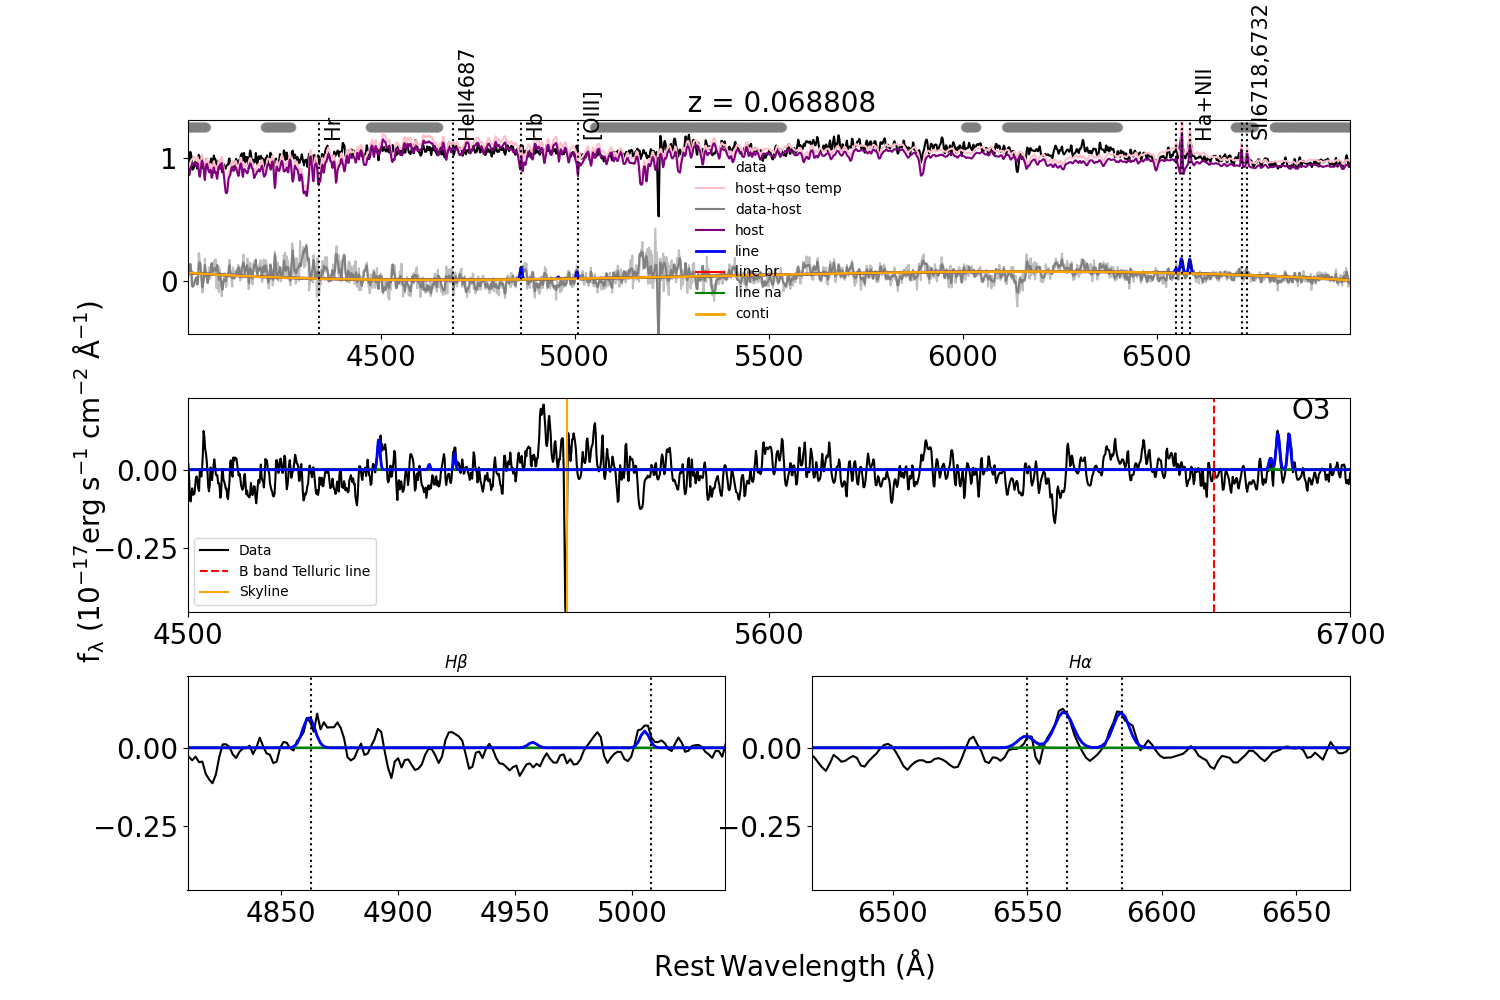 z = 0.068808
Hr
HeII4687
Hb
[OIII]
Ha+NII
SII6718,6732
1
0
data
host+qso temp
data-host
host
line
line br
line na
conti
4500 5000 5500 6000 6500
fλ (10⁻¹⁷erg s⁻¹ cm⁻² Å⁻¹)
O3
0.00
−0.25
Data
B band Telluric line
Skyline
4500 5600 6700
Hβ
0.00
−0.25
4850 4900 4950 5000
Hα
0.00
−0.25
6500 6550 6600 6650
Rest Wavelength (Å)